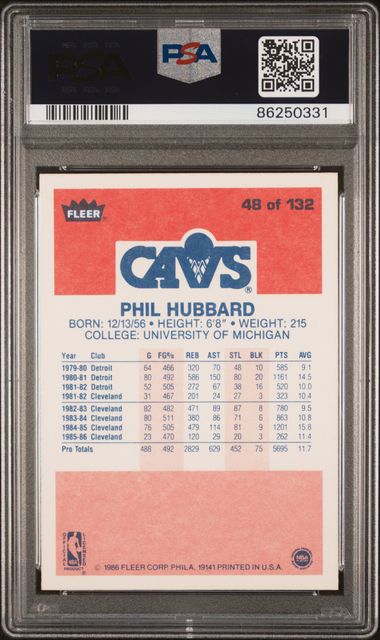 PSA
PSA
86250331
FLEER
48 of 132
CAVS
®
PHIL HUBBARD
BORN: 12/13/56 • HEIGHT: 6'8" • WEIGHT: 215
COLLEGE: UNIVERSITY OF MICHIGAN
Year Club G FG% REB AST STL BLK PTS AVG
1979-80 Detroit 64 466 320 70 48 10 585 9.1
1980-81 Detroit 80 492 586 150 80 20 1161 14.5
1981-82 Detroit 52 505 272 67 38 16 520 10.0
1981-82 Cleveland 31 467 201 24 27 3 323 10.4
1982-83 Cleveland 82 482 471 89 87 8 780 9.5
1983-84 Cleveland 80 511 380 86 71 6 863 10.8
1984-85 Cleveland 76 505 479 114 81 9 1201 15.8
1985-86 Cleveland 23 470 120 29 20 3 262 11.4
Pro Totals 488 492 2829 629 452 75 5695 11.7
OFFICIAL
LICENSED
NBA
PRODUCT
© 1986 FLEER CORP. PHILA. 19141 PRINTED IN U.S.A.